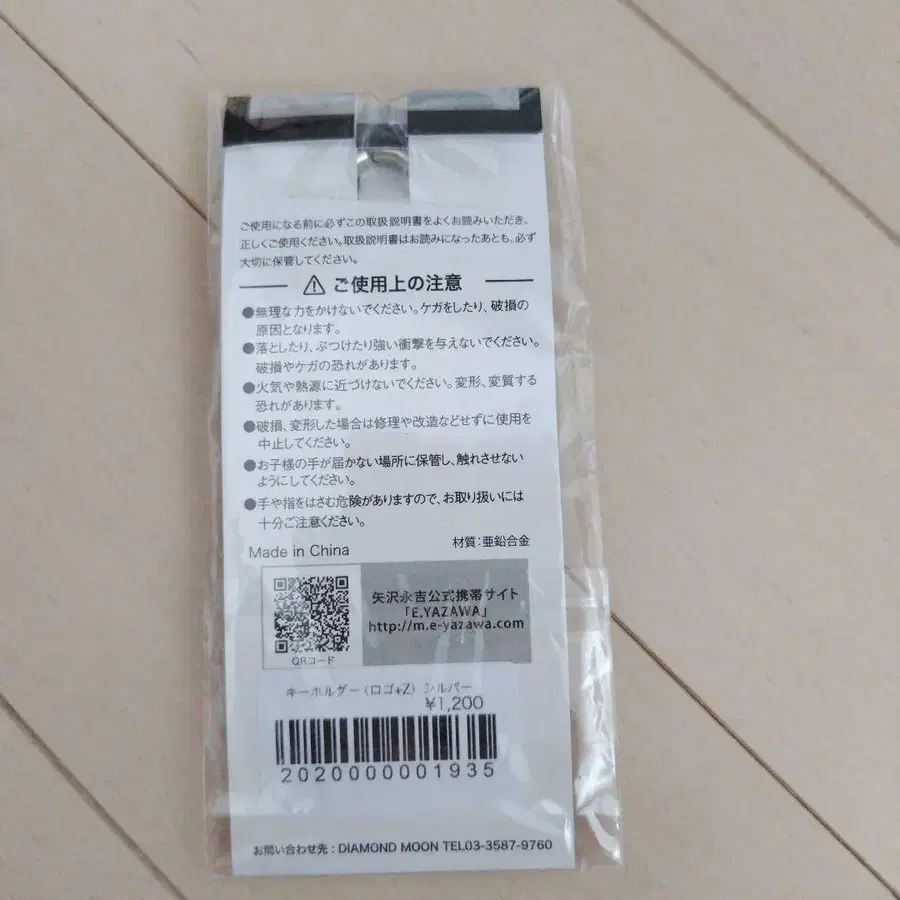 ご使用になる前に必ずこの取扱説明書をよくお読みいただき、
正しくご使用ください。取扱説明書はお読みになったあとも、必ず
大切に保管してください。
ご使用上の注意
●無理な力をかけないでください。ケガをしたり、破損の
原因となります。
●落としたり、ぶつけたり強い衝撃を与えないでください。
破損やケガの恐れがあります。
●火気や熱源に近づけないでください。変形、変質する
恐れがあります。
●破損、変形した場合は修理や改造などせずに使用を
中止してください。
●お子様の手が届かない場所に保管し、触れさせない
ようにしてください。
●手や指をはさむ危険がありますので、お取り扱いには
十分ご注意ください。
Made in China
材質：亜鉛合金
矢沢永吉公式携帯サイト
「E.YAZAWA」
http://m.e-yazawa.com
QRコード
キーホルダー（ロゴ+Z） シルバー
¥1,200
2020000001935
お問い合わせ先：DIAMOND MOON TEL03-3587-9760